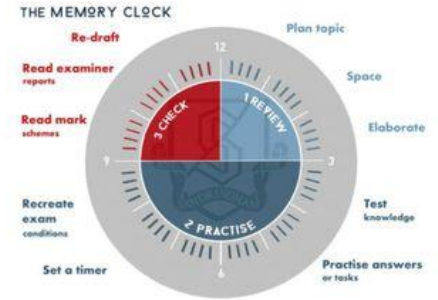 THE MEMORY CLOCK
Re-draft
Plan topic
12
Read examiner
reports
Space
3 CHECK
1 REVIEW
Read mark
schemes
Elaborate
9
3
Recreate
exam
conditions
Test
knowledge
2 PRACTISE
Set a timer
6
Practise answers
or tasks